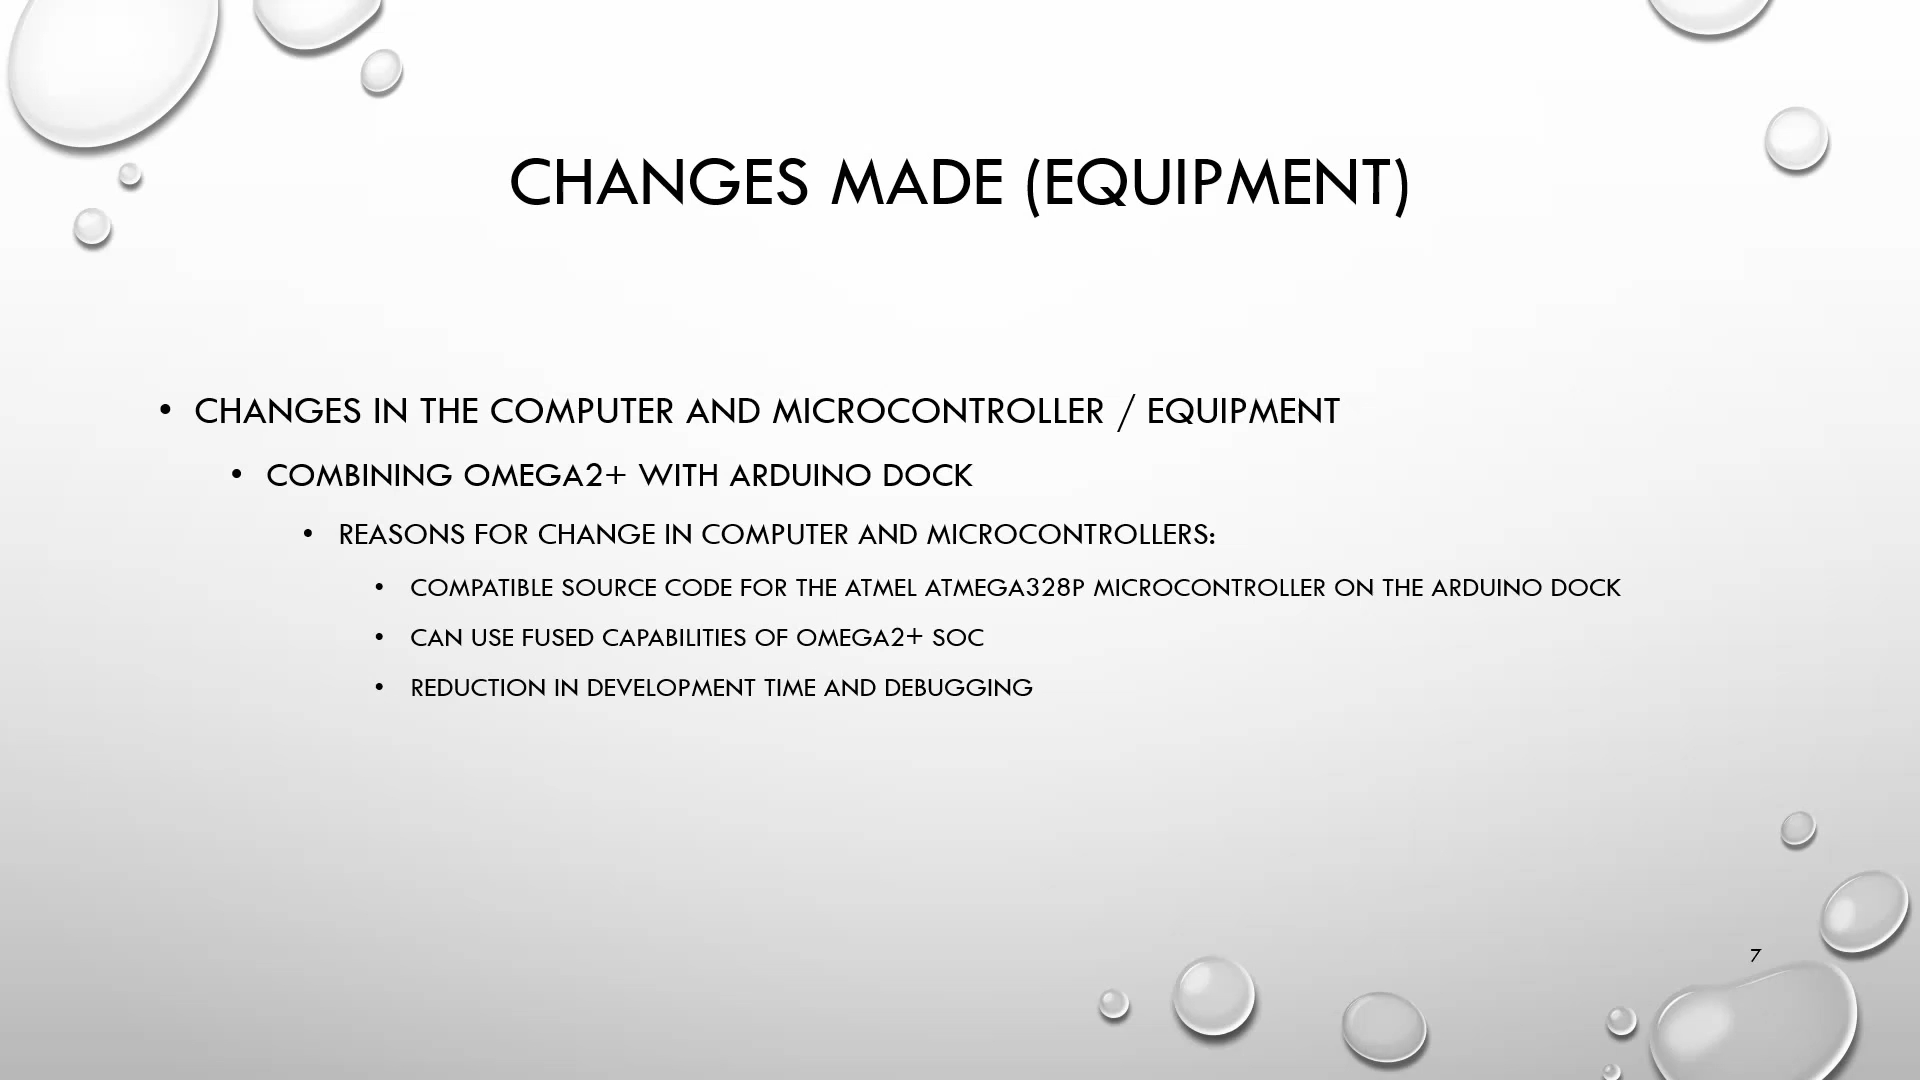 CHANGES MADE (EQUIPMENT)
• CHANGES IN THE COMPUTER AND MICROCONTROLLER / EQUIPMENT
• COMBINING OMEGA2+ WITH ARDUINO DOCK
• REASONS FOR CHANGE IN COMPUTER AND MICROCONTROLLERS:
• COMPATIBLE SOURCE CODE FOR THE ATMEL ATMEGA328P MICROCONTROLLER ON THE ARDUINO DOCK
• CAN USE FUSED CAPABILITIES OF OMEGA2+ SOC
• REDUCTION IN DEVELOPMENT TIME AND DEBUGGING
7